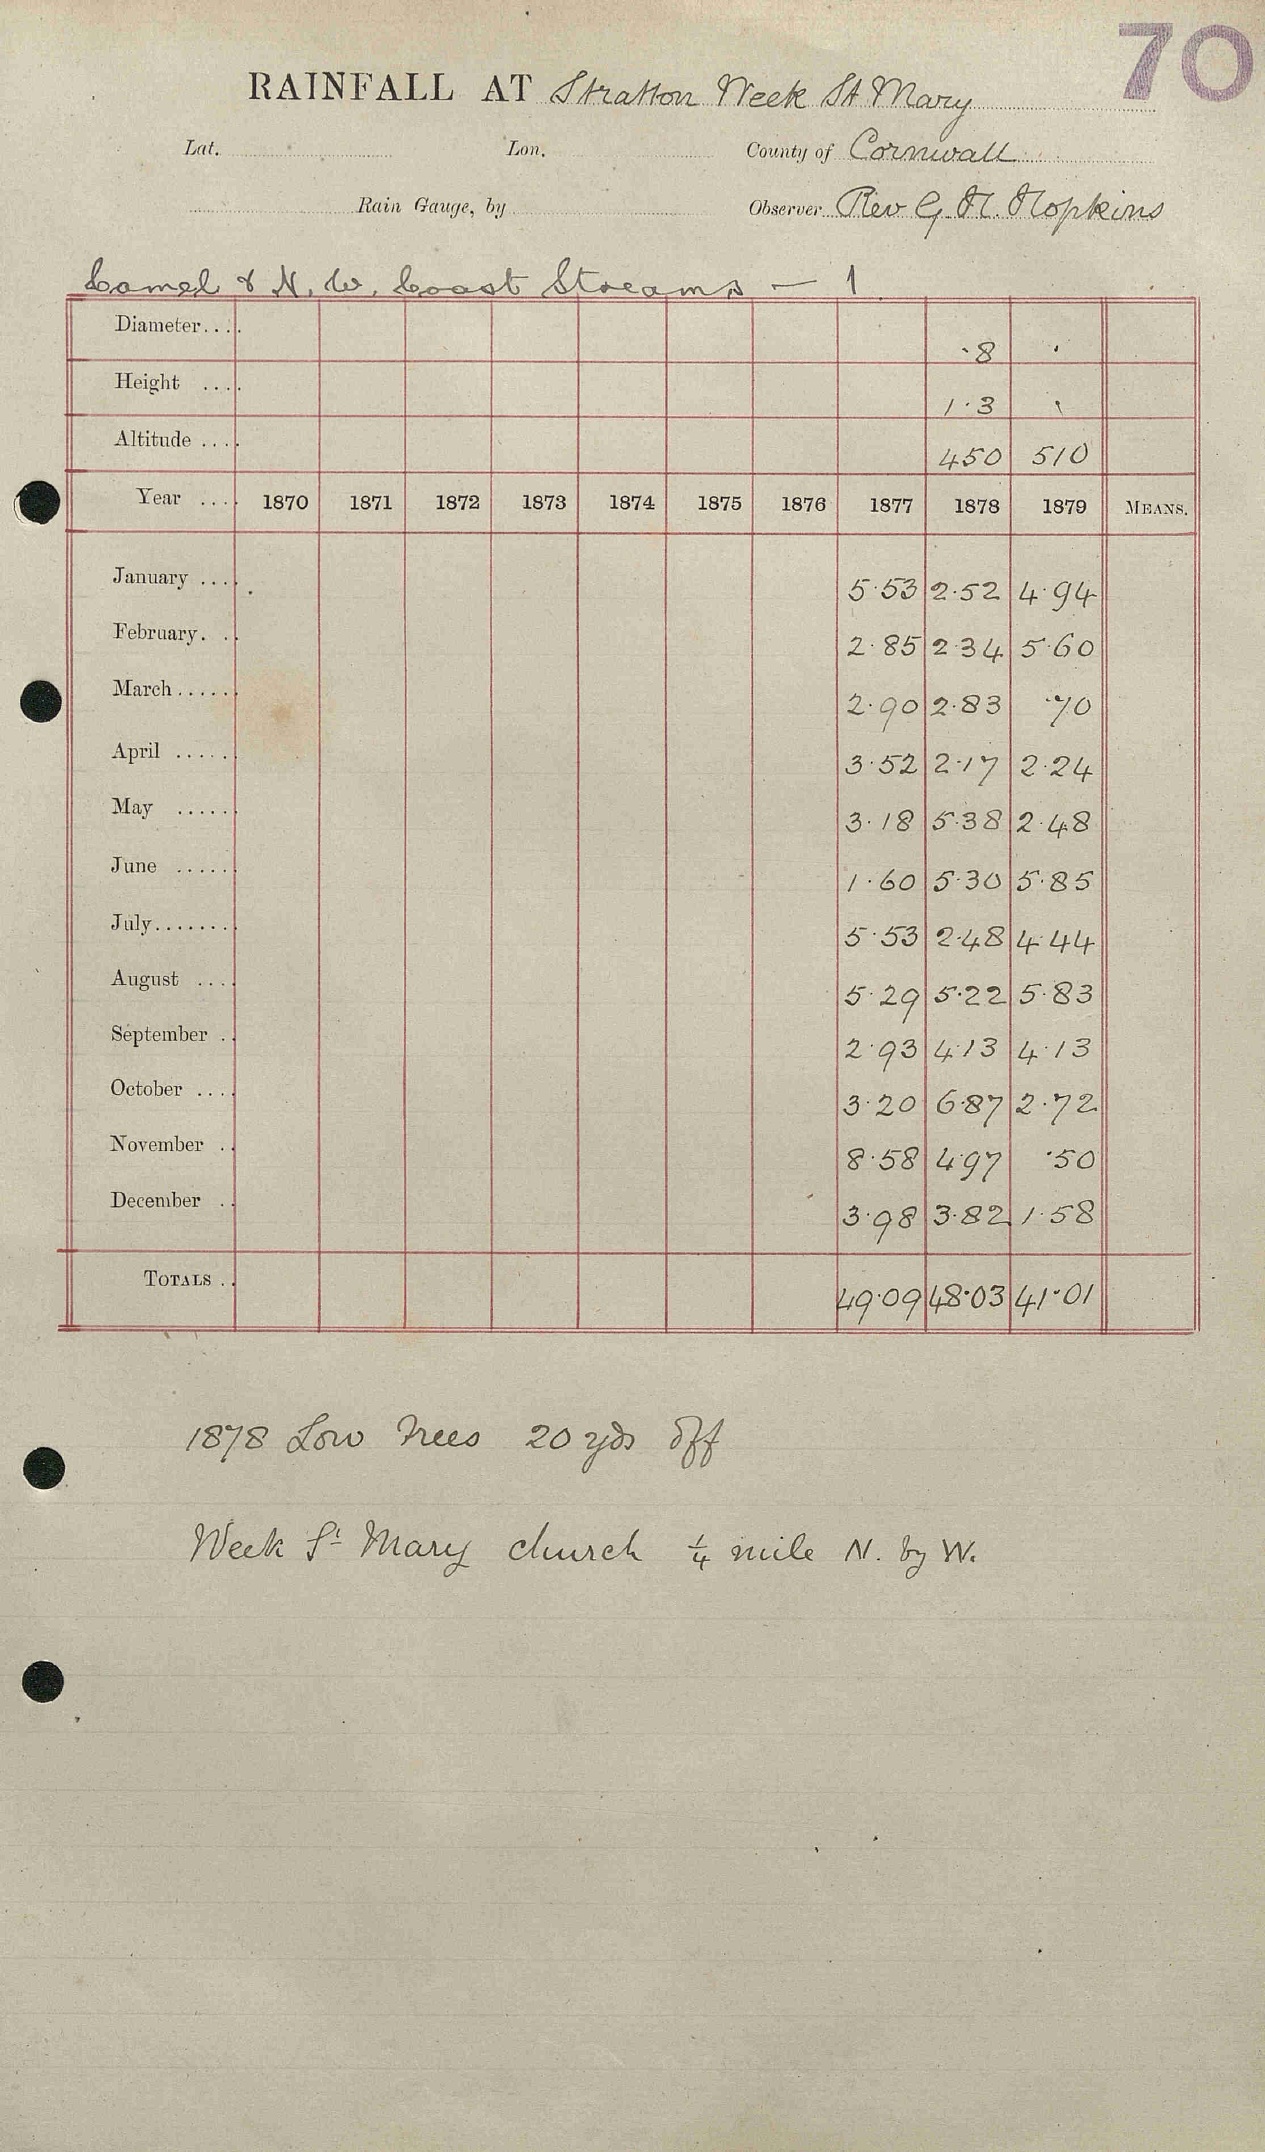 70
RAINFALL AT Stratton Week St Mary
Lat. Lon. County of Cornwall
Rain Gauge, by Observer Rev G. H. Hopkins
Camel & N. W. Coast Streams — 1
Diameter.... ·8 ·
Height .... 1·3 ·
Altitude .... 450 510
Year .... 1870 1871 1872 1873 1874 1875 1876 1877 1878 1879 MEANS.
January .... 5·53 2·52 4·94
February. .. 2·85 2·34 5·60
March...... 2·90 2·83 ·70
April ..... 3·52 2·17 2·24
May ...... 3·18 5·38 2·48
June ...... 1·60 5·30 5·85
July....... 5·53 2·48 4·44
August .... 5·29 5·22 5·83
September .. 2·93 4·13 4·13
October .... 3·20 6·87 2·72
November .. 8·58 4·97 ·50
December .. 3·98 3·82 1·58
TOTALS .. 49·09 48·03 41·01
1878 Low Trees 20 yds off
Week St Mary church ¼ mile N. by W.